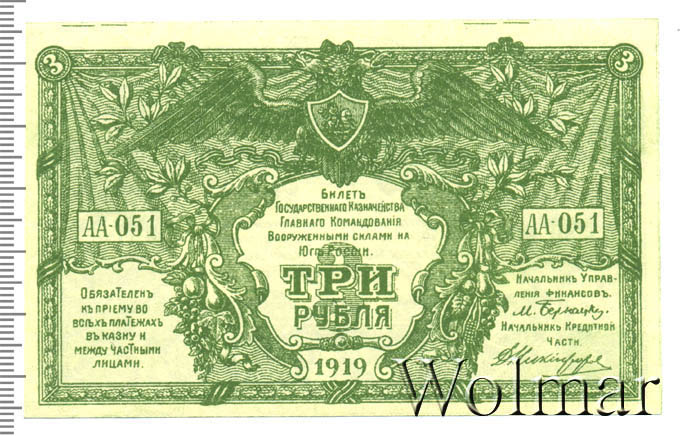 3
3
Билетъ
Государственнаго Казначейства
Главнаго Командованія
Вооруженными силами на
Югѣ Россіи.
АА-051
АА-051
ТРИ
РУБЛЯ
1919
Обязателенъ
къ пріему во
всѣхъ платежахъ
въ казну и
между частными
лицами.
Начальникъ Управ-
ленія Финансовъ.
М. Бернацкій
Начальникъ Кредитной
Части.
Wolmar